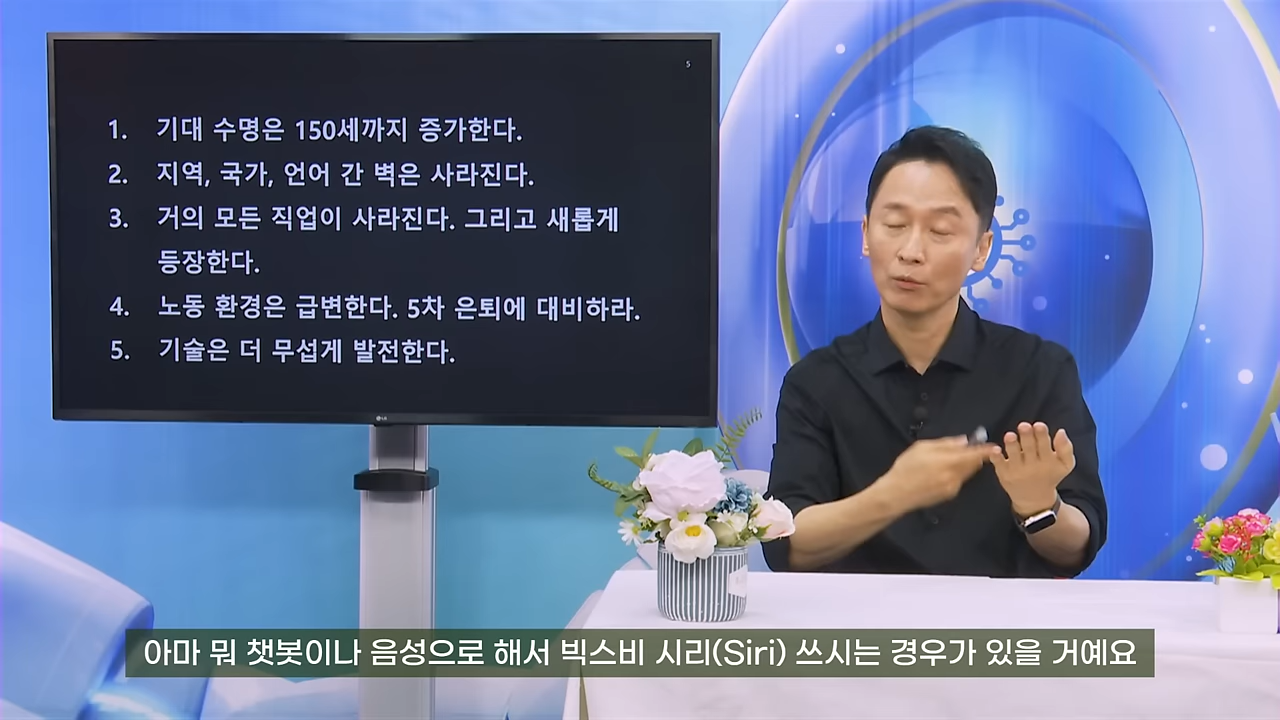 5
1. 기대 수명은 150세까지 증가한다.
2. 지역, 국가, 언어 간 벽은 사라진다.
3. 거의 모든 직업이 사라진다. 그리고 새롭게
등장한다.
4. 노동 환경은 급변한다. 5차 은퇴에 대비하라.
5. 기술은 더 무섭게 발전한다.
LG
아마 뭐 챗봇이나 음성으로 해서 빅스비 시리(Siri) 쓰시는 경우가 있을 거예요